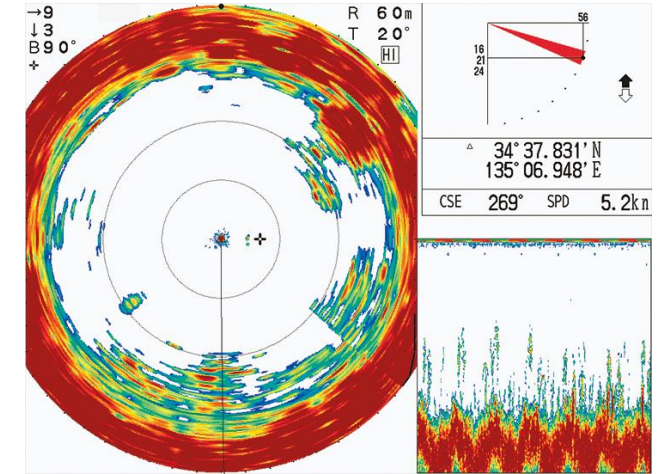 →9
↓3
B90°
R 60m
T 20°
HI
56
16
21
24
△ 34°37.831'N
135°06.948'E
CSE 269° SPD 5.2kn